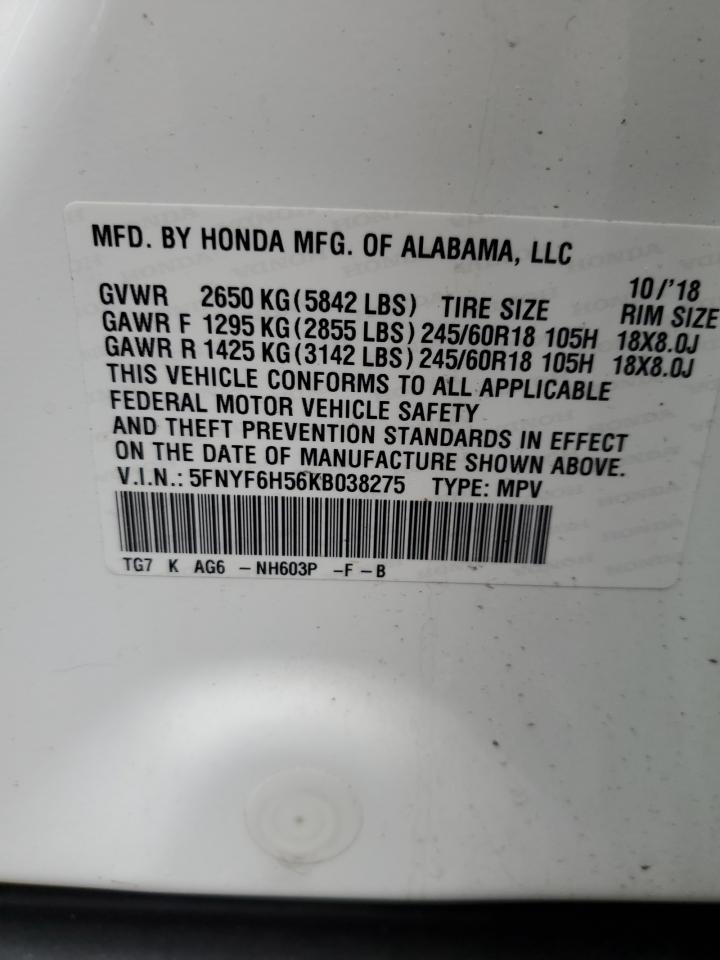 MFD. BY HONDA MFG. OF ALABAMA, LLC
10/'18
GVWR 2650 KG (5842 LBS) TIRE SIZE RIM SIZE
GAWR F 1295 KG (2855 LBS) 245/60R18 105H 18X8.0J
GAWR R 1425 KG (3142 LBS) 245/60R18 105H 18X8.0J
THIS VEHICLE CONFORMS TO ALL APPLICABLE
FEDERAL MOTOR VEHICLE SAFETY
AND THEFT PREVENTION STANDARDS IN EFFECT
ON THE DATE OF MANUFACTURE SHOWN ABOVE.
V.I.N.: 5FNYF6H56KB038275 TYPE: MPV
TG7 K AG6 -NH603P -F-B